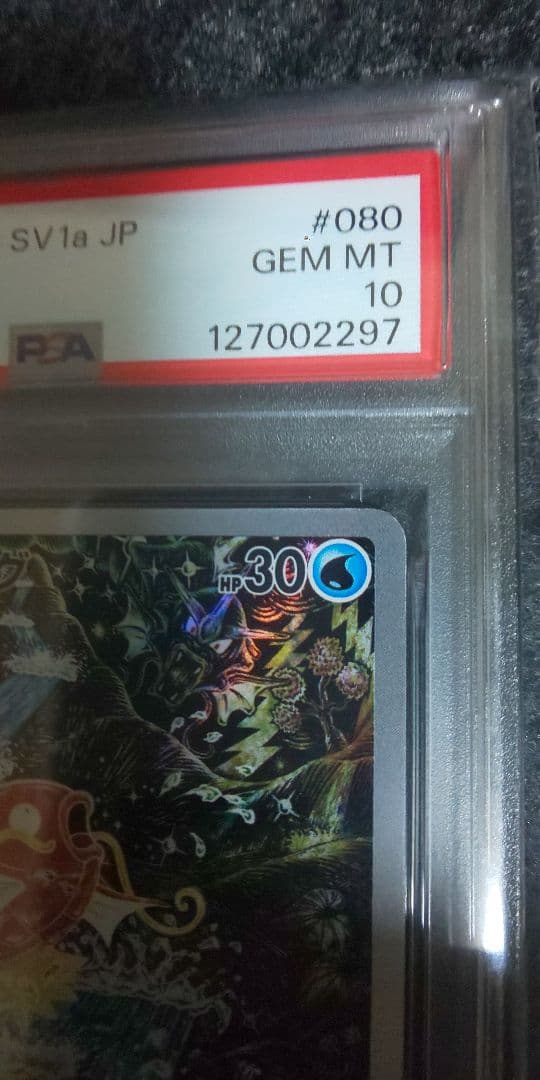 #080
SV1a JP
GEM MT
10
PSA
127002297
HP30